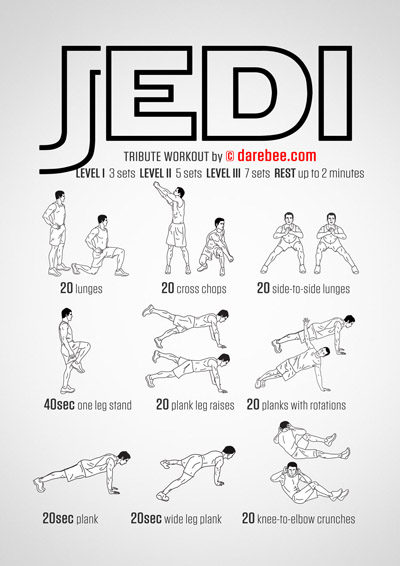 JEDI
TRIBUTE WORKOUT by © darebee.com
LEVEL I 3 sets LEVEL II 5 sets LEVEL III 7 sets REST up to 2 minutes
20 lunges
20 cross chops
20 side-to-side lunges
40sec one leg stand
20 plank leg raises
20 planks with rotations
20sec plank
20sec wide leg plank
20 knee-to-elbow crunches